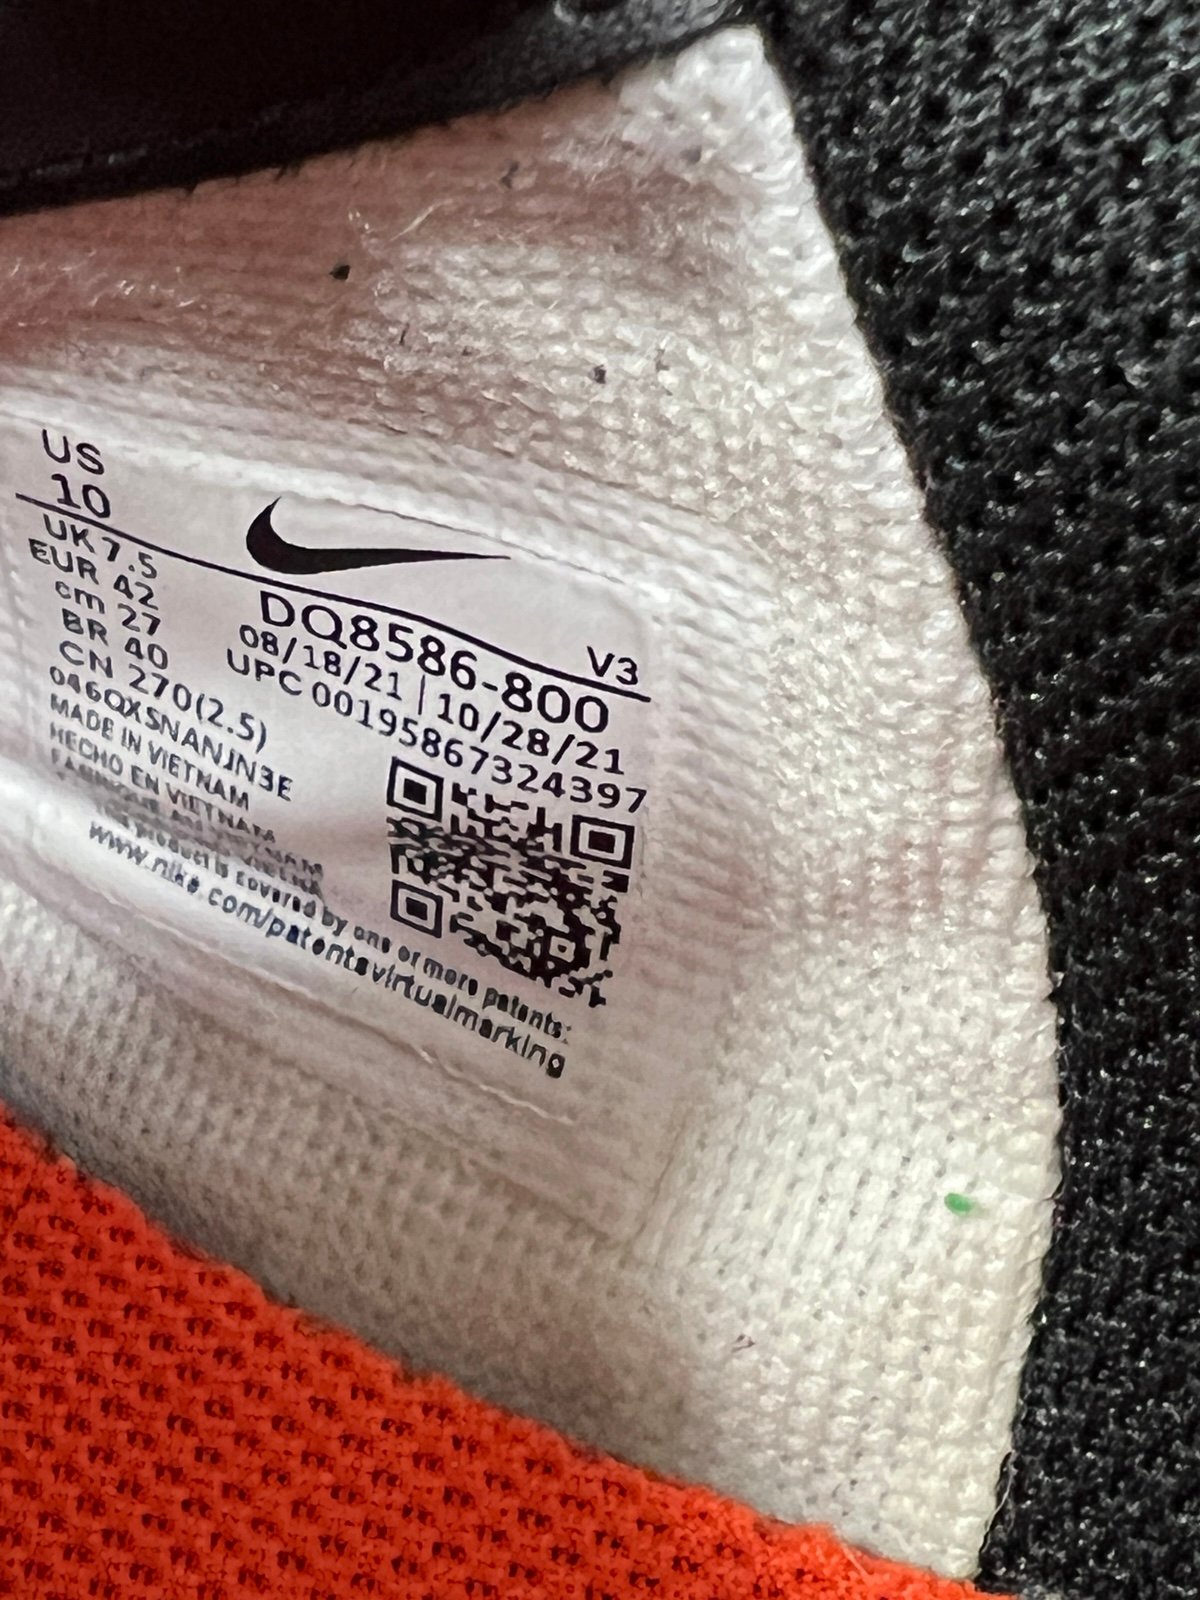 US
10
UK 7.5
EUR 42
cm 27
BR 40
CN 270(2.5)
V3
DQ8586-800
08/18/21 | 10/28/21
UPC 00195867324397
046QXSNANJN3E
MADE IN VIETNAM
HECHO EN VIETNAM
product is covered by one or more patents:
www.nike.com/patentsvirtualmarking